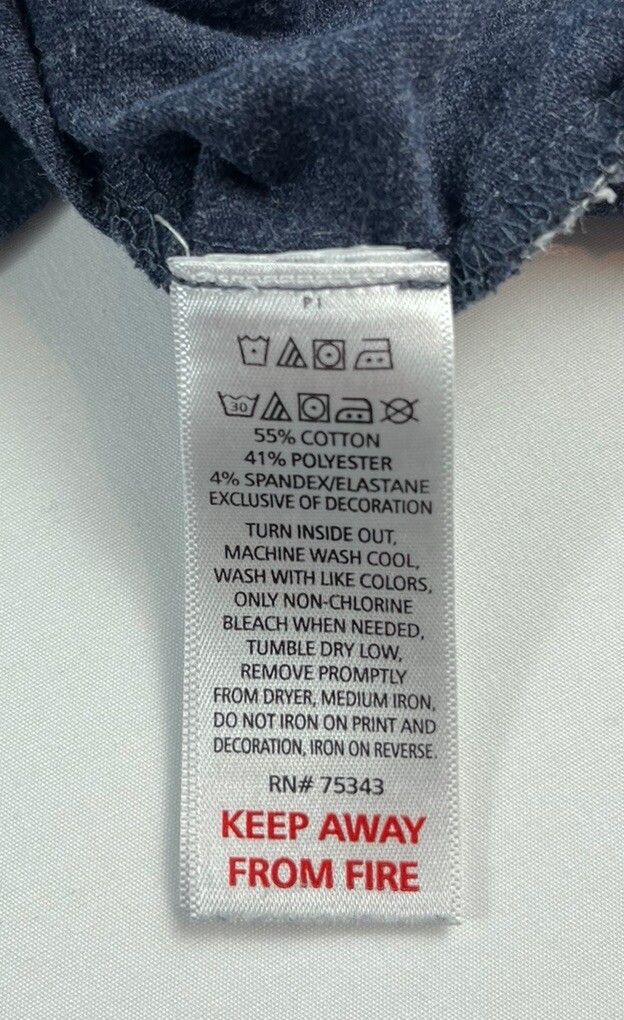 P1
30
55% COTTON
41% POLYESTER
4% SPANDEX/ELASTANE
EXCLUSIVE OF DECORATION
TURN INSIDE OUT,
MACHINE WASH COOL,
WASH WITH LIKE COLORS,
ONLY NON-CHLORINE
BLEACH WHEN NEEDED,
TUMBLE DRY LOW,
REMOVE PROMPTLY
FROM DRYER, MEDIUM IRON,
DO NOT IRON ON PRINT AND
DECORATION, IRON ON REVERSE.
RN# 75343
KEEP AWAY
FROM FIRE